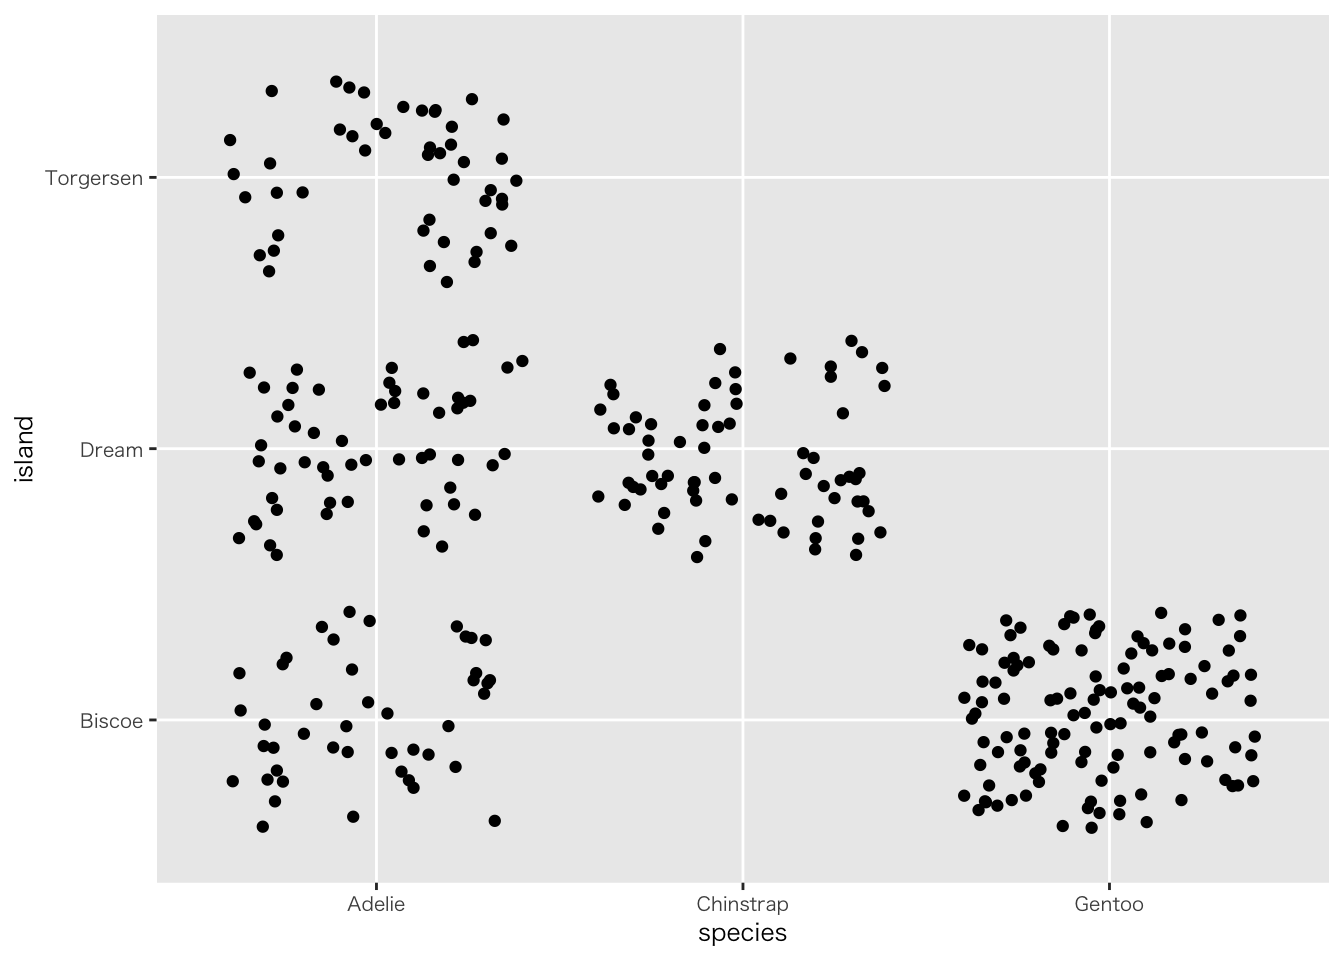 Torgersen
Dream
Biscoe
island
Adelie
Chinstrap
Gentoo
species